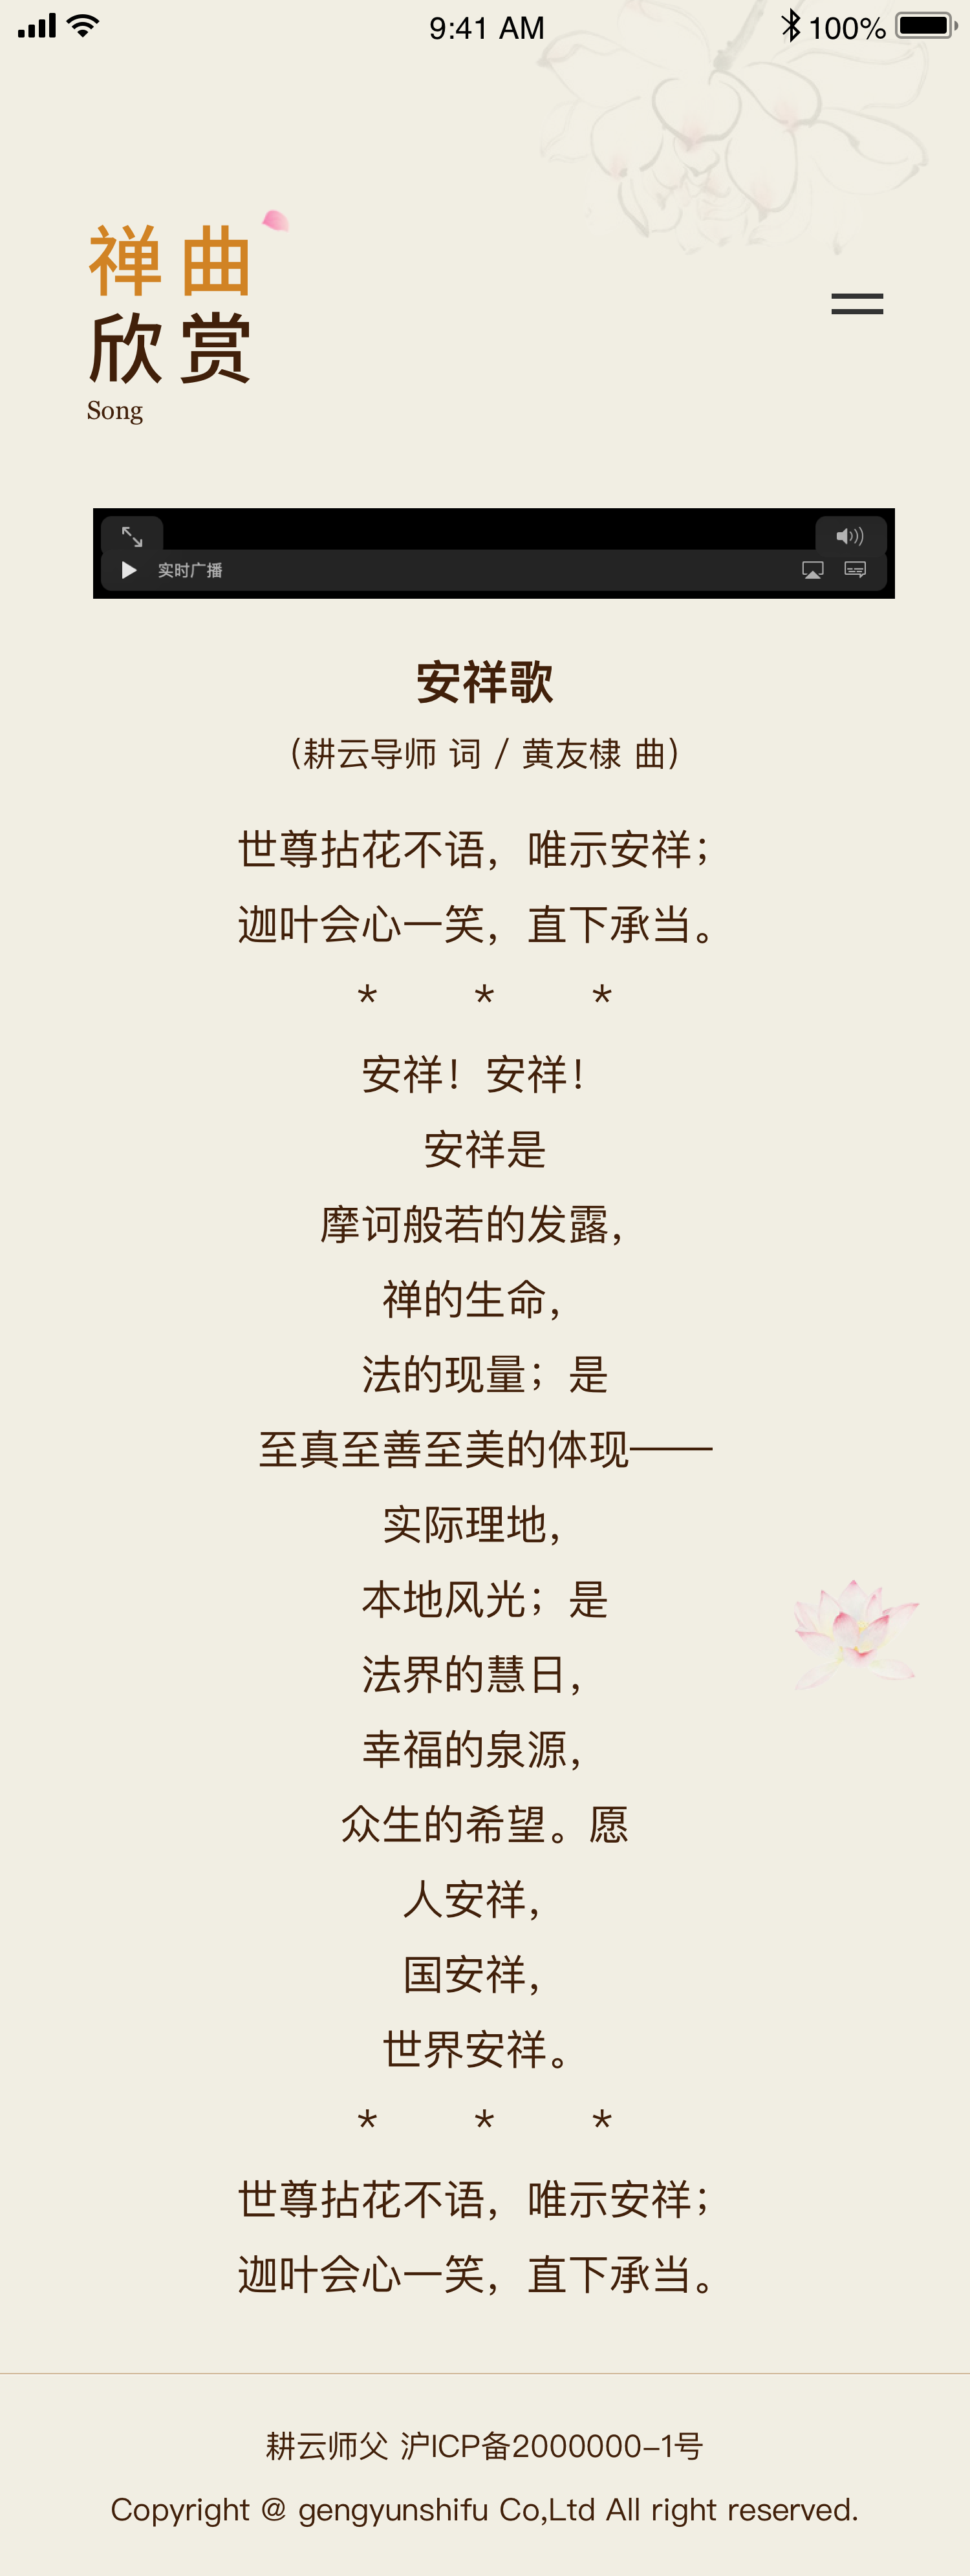 9:41 AM 100%
禅曲
欣赏
Song
实时广播
安祥歌
（耕云导师 词 / 黄友棣 曲）
世尊拈花不语，唯示安祥；
迦叶会心一笑，直下承当。
* * *
安祥！安祥！
安祥是
摩诃般若的发露，
禅的生命，
法的现量；是
至真至善至美的体现——
实际理地，
本地风光；是
法界的慧日，
幸福的泉源，
众生的希望。愿
人安祥，
国安祥，
世界安祥。
* * *
世尊拈花不语，唯示安祥；
迦叶会心一笑，直下承当。
耕云师父 沪ICP备2000000-1号
Copyright @ gengyunshifu Co,Ltd All right reserved.